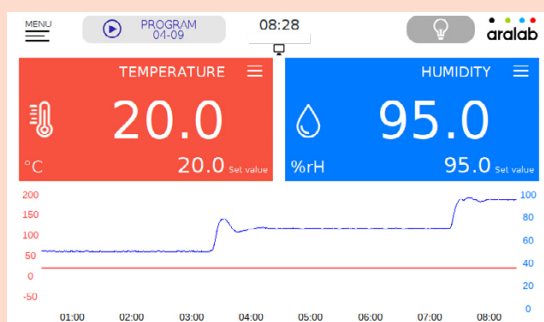 MENU
PROGRAM
04-09
08:28
aralab
TEMPERATURE
20.0
°C
20.0 Set value
HUMIDITY
95.0
%rH
95.0 Set value
200
150
100
50
0
-50
100
80
60
40
20
0
01:00 02:00 03:00 04:00 05:00 06:00 07:00 08:00